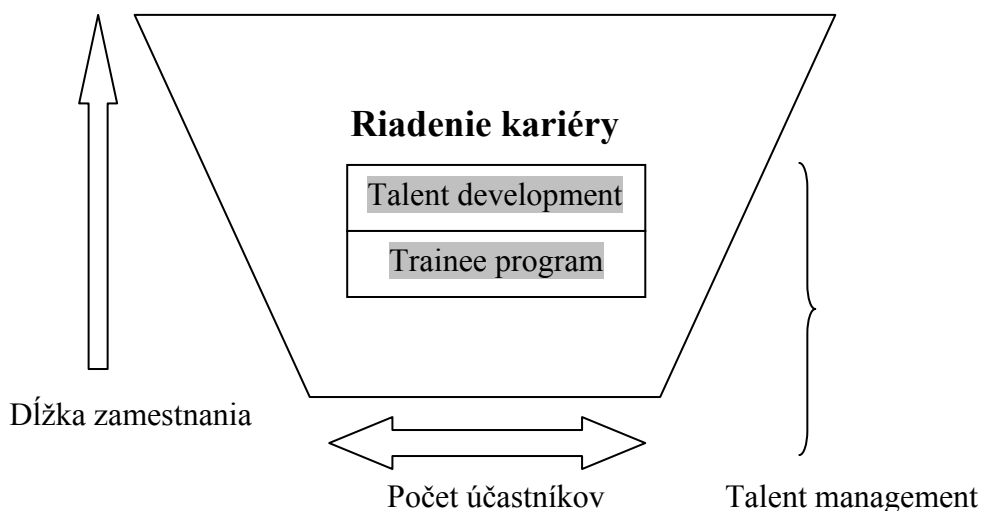 Riadenie kariéry
Talent development
Trainee program
Dĺžka zamestnania
Počet účastníkov
Talent management